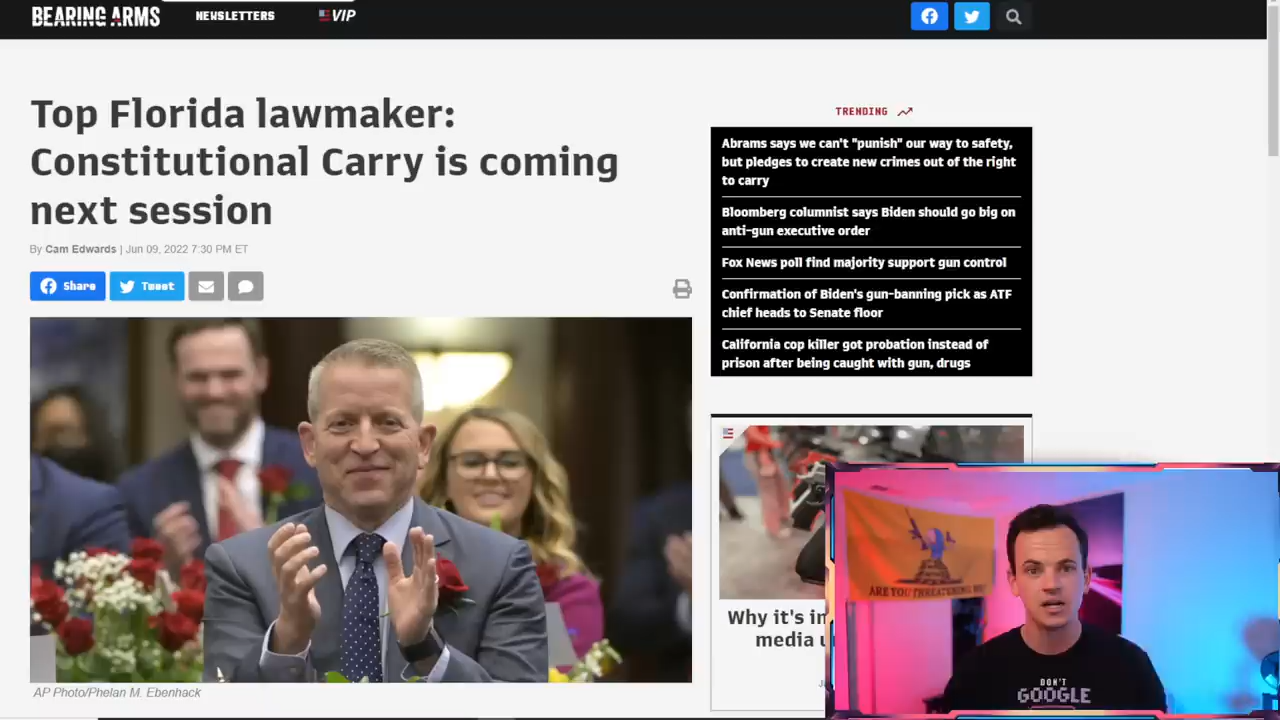 BEARING ARMS
NEWSLETTERS
VIP
Top Florida lawmaker:
Constitutional Carry is coming
next session
By Cam Edwards | Jun 09, 2022 7:30 PM ET
Share
Tweet
AP Photo/Phelan M. Ebenhack
TRENDING
Abrams says we can't "punish" our way to safety,
but pledges to create new crimes out of the right
to carry
Bloomberg columnist says Biden should go big on
anti-gun executive order
Fox News poll find majority support gun control
Confirmation of Biden's gun-banning pick as ATF
chief heads to Senate floor
California cop killer got probation instead of
prison after being caught with gun, drugs
Why it's in
media u
ARE YOU THREATENING
DON'T
GOOGLE